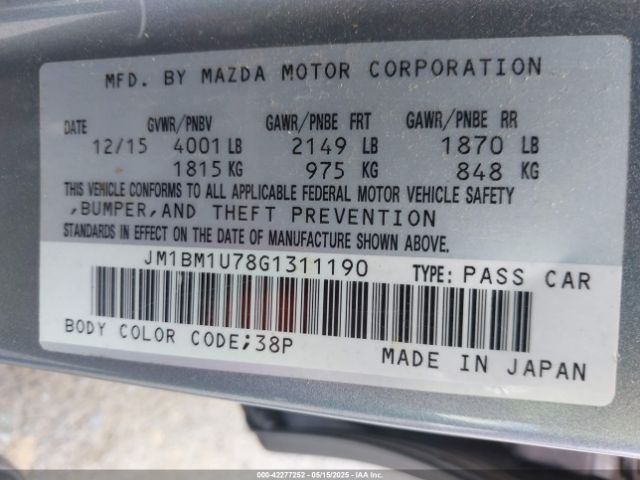 MFD. BY MAZDA MOTOR CORPORATION
DATE GVWR/PNBV GAWR/PNBE FRT GAWR/PNBE RR
12/15 4001 LB 2149 LB 1870 LB
1815 KG 975 KG 848 KG
THIS VEHICLE CONFORMS TO ALL APPLICABLE FEDERAL MOTOR VEHICLE SAFETY
,BUMPER,AND THEFT PREVENTION
STANDARDS IN EFFECT ON THE DATE OF MANUFACTURE SHOWN ABOVE.
JM1BM1U78G1311190 TYPE: PASS CAR
BODY COLOR CODE;38P
MADE IN JAPAN
000-42277252 - 05/15/2025 - IAAI Copart